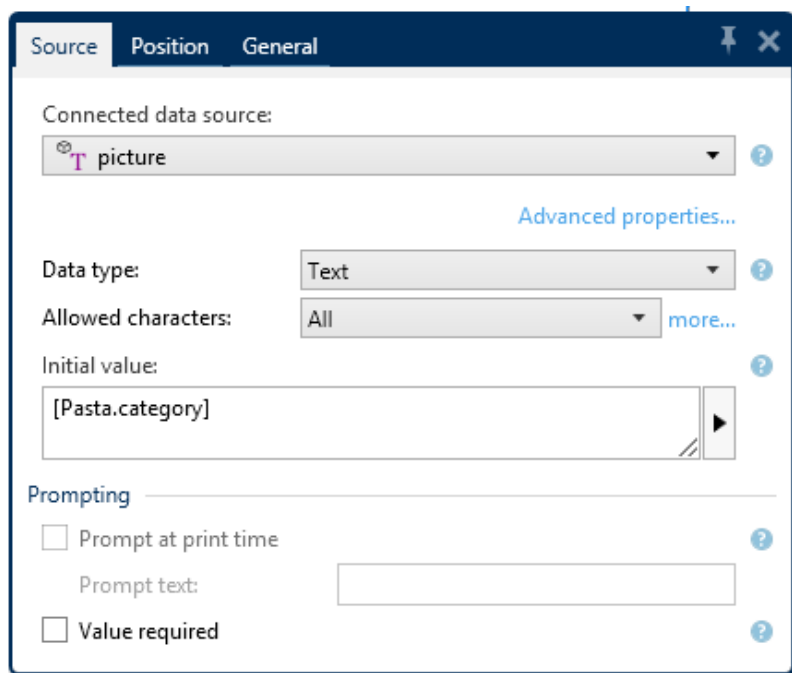 Source Position General
Connected data source:
T picture
Advanced properties...
Data type: Text
Allowed characters: All more...
Initial value:
[Pasta.category]
Prompting
Prompt at print time
Prompt text:
Value required